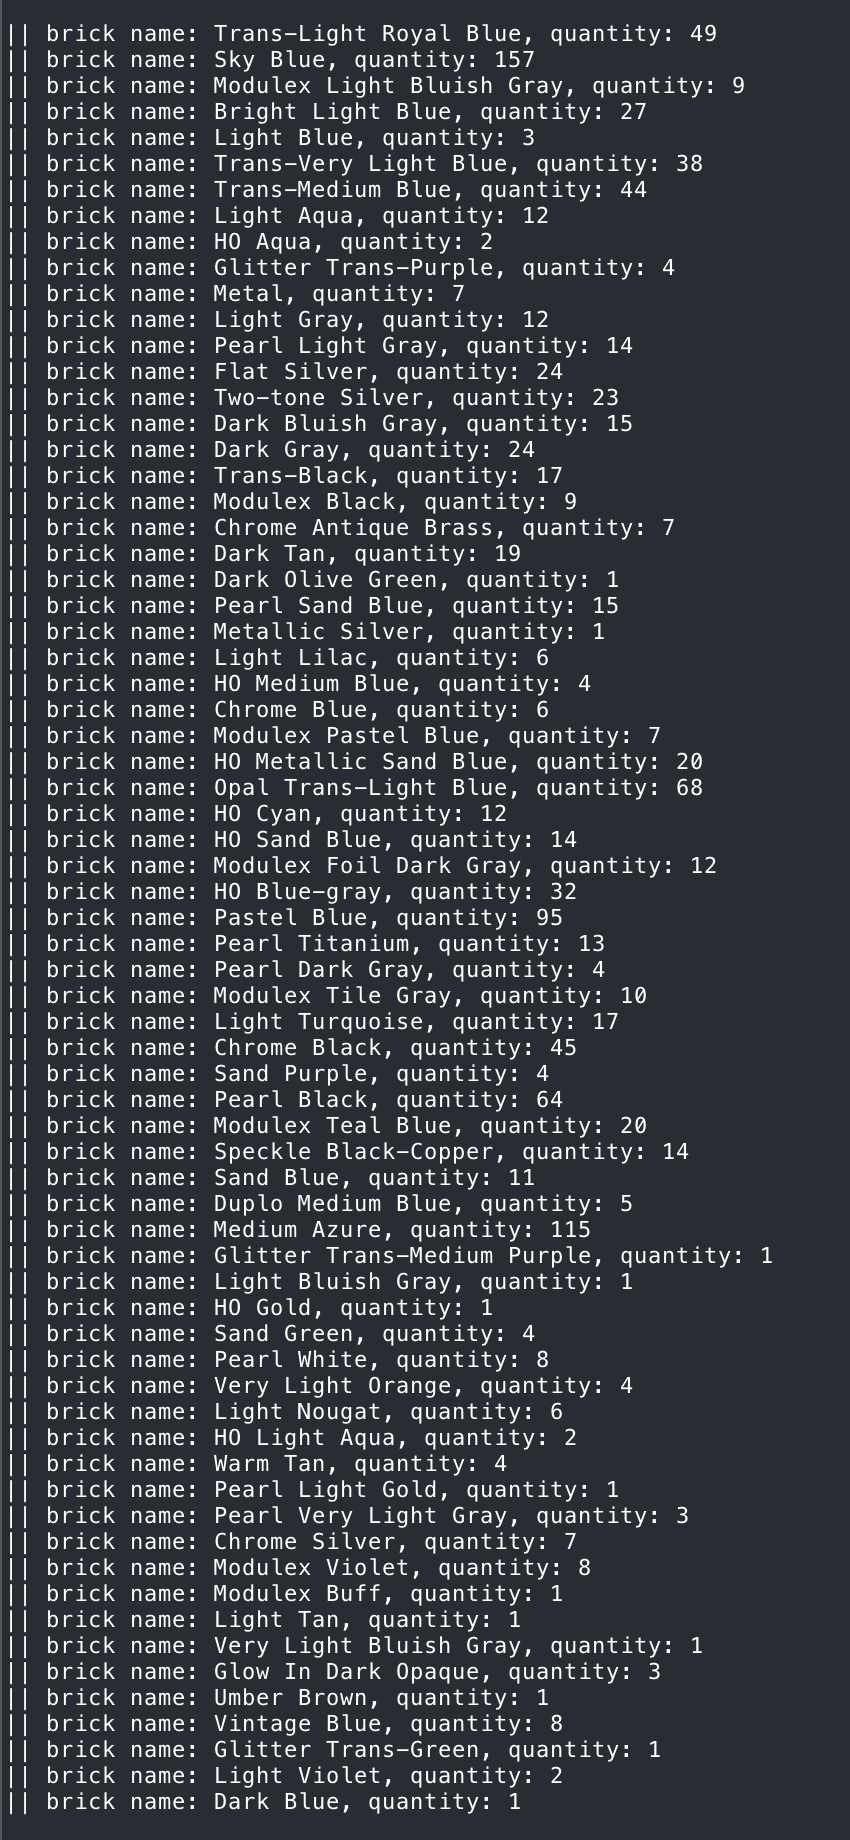 || brick name: Trans-Light Royal Blue, quantity: 49
|| brick name: Sky Blue, quantity: 157
|| brick name: Modulex Light Bluish Gray, quantity: 9
|| brick name: Bright Light Blue, quantity: 27
|| brick name: Light Blue, quantity: 3
|| brick name: Trans-Very Light Blue, quantity: 38
|| brick name: Trans-Medium Blue, quantity: 44
|| brick name: Light Aqua, quantity: 12
|| brick name: HO Aqua, quantity: 2
|| brick name: Glitter Trans-Purple, quantity: 4
|| brick name: Metal, quantity: 7
|| brick name: Light Gray, quantity: 12
|| brick name: Pearl Light Gray, quantity: 14
|| brick name: Flat Silver, quantity: 24
|| brick name: Two-tone Silver, quantity: 23
|| brick name: Dark Bluish Gray, quantity: 15
|| brick name: Dark Gray, quantity: 24
|| brick name: Trans-Black, quantity: 17
|| brick name: Modulex Black, quantity: 9
|| brick name: Chrome Antique Brass, quantity: 7
|| brick name: Dark Tan, quantity: 19
|| brick name: Dark Olive Green, quantity: 1
|| brick name: Pearl Sand Blue, quantity: 15
|| brick name: Metallic Silver, quantity: 1
|| brick name: Light Lilac, quantity: 6
|| brick name: HO Medium Blue, quantity: 4
|| brick name: Chrome Blue, quantity: 6
|| brick name: Modulex Pastel Blue, quantity: 7
|| brick name: HO Metallic Sand Blue, quantity: 20
|| brick name: Opal Trans-Light Blue, quantity: 68
|| brick name: HO Cyan, quantity: 12
|| brick name: HO Sand Blue, quantity: 14
|| brick name: Modulex Foil Dark Gray, quantity: 12
|| brick name: HO Blue-gray, quantity: 32
|| brick name: Pastel Blue, quantity: 95
|| brick name: Pearl Titanium, quantity: 13
|| brick name: Pearl Dark Gray, quantity: 4
|| brick name: Modulex Tile Gray, quantity: 10
|| brick name: Light Turquoise, quantity: 17
|| brick name: Chrome Black, quantity: 45
|| brick name: Sand Purple, quantity: 4
|| brick name: Pearl Black, quantity: 64
|| brick name: Modulex Teal Blue, quantity: 20
|| brick name: Speckle Black-Copper, quantity: 14
|| brick name: Sand Blue, quantity: 11
|| brick name: Duplo Medium Blue, quantity: 5
|| brick name: Medium Azure, quantity: 115
|| brick name: Glitter Trans-Medium Purple, quantity: 1
|| brick name: Light Bluish Gray, quantity: 1
|| brick name: HO Gold, quantity: 1
|| brick name: Sand Green, quantity: 4
|| brick name: Pearl White, quantity: 8
|| brick name: Very Light Orange, quantity: 4
|| brick name: Light Nougat, quantity: 6
|| brick name: HO Light Aqua, quantity: 2
|| brick name: Warm Tan, quantity: 4
|| brick name: Pearl Light Gold, quantity: 1
|| brick name: Pearl Very Light Gray, quantity: 3
|| brick name: Chrome Silver, quantity: 7
|| brick name: Modulex Violet, quantity: 8
|| brick name: Modulex Buff, quantity: 1
|| brick name: Light Tan, quantity: 1
|| brick name: Very Light Bluish Gray, quantity: 1
|| brick name: Glow In Dark Opaque, quantity: 3
|| brick name: Umber Brown, quantity: 1
|| brick name: Vintage Blue, quantity: 8
|| brick name: Glitter Trans-Green, quantity: 1
|| brick name: Light Violet, quantity: 2
|| brick name: Dark Blue, quantity: 1